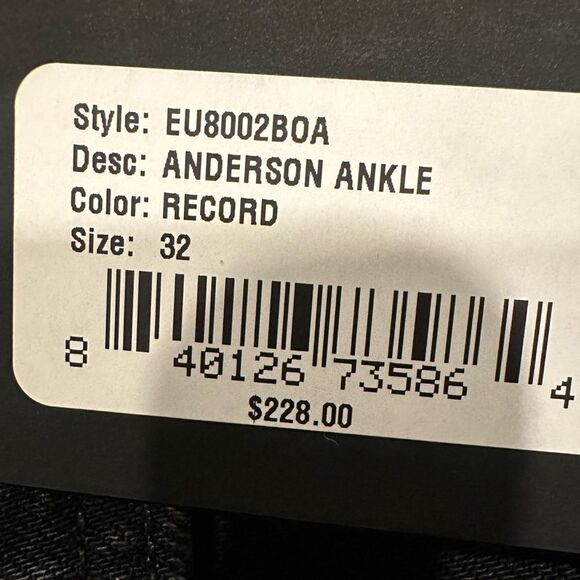 Style: EU8002BOA
Desc: ANDERSON ANKLE
Color: RECORD
Size: 32
8 40126 73586 4
$228.00